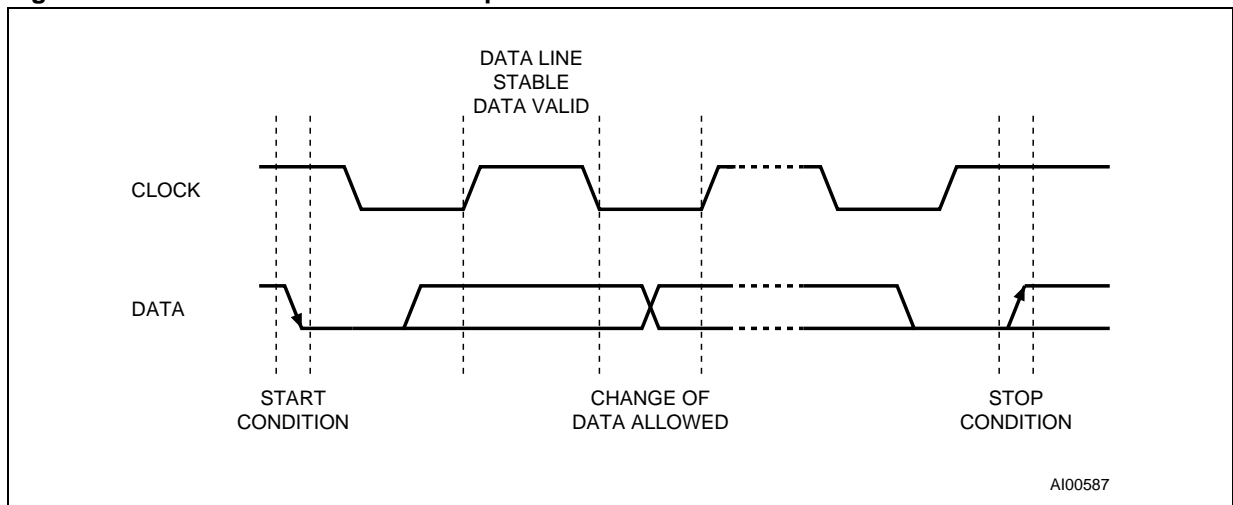 DATA LINE
STABLE
DATA VALID
CLOCK
DATA
START
CONDITION
CHANGE OF
DATA ALLOWED
STOP
CONDITION
AI00587